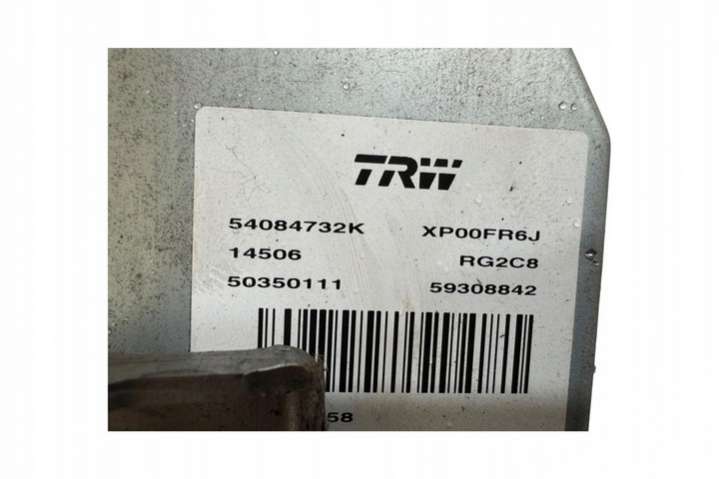 TRW
54084732K XP00FR6J
14506 RG2C8
50350111 59308842
58